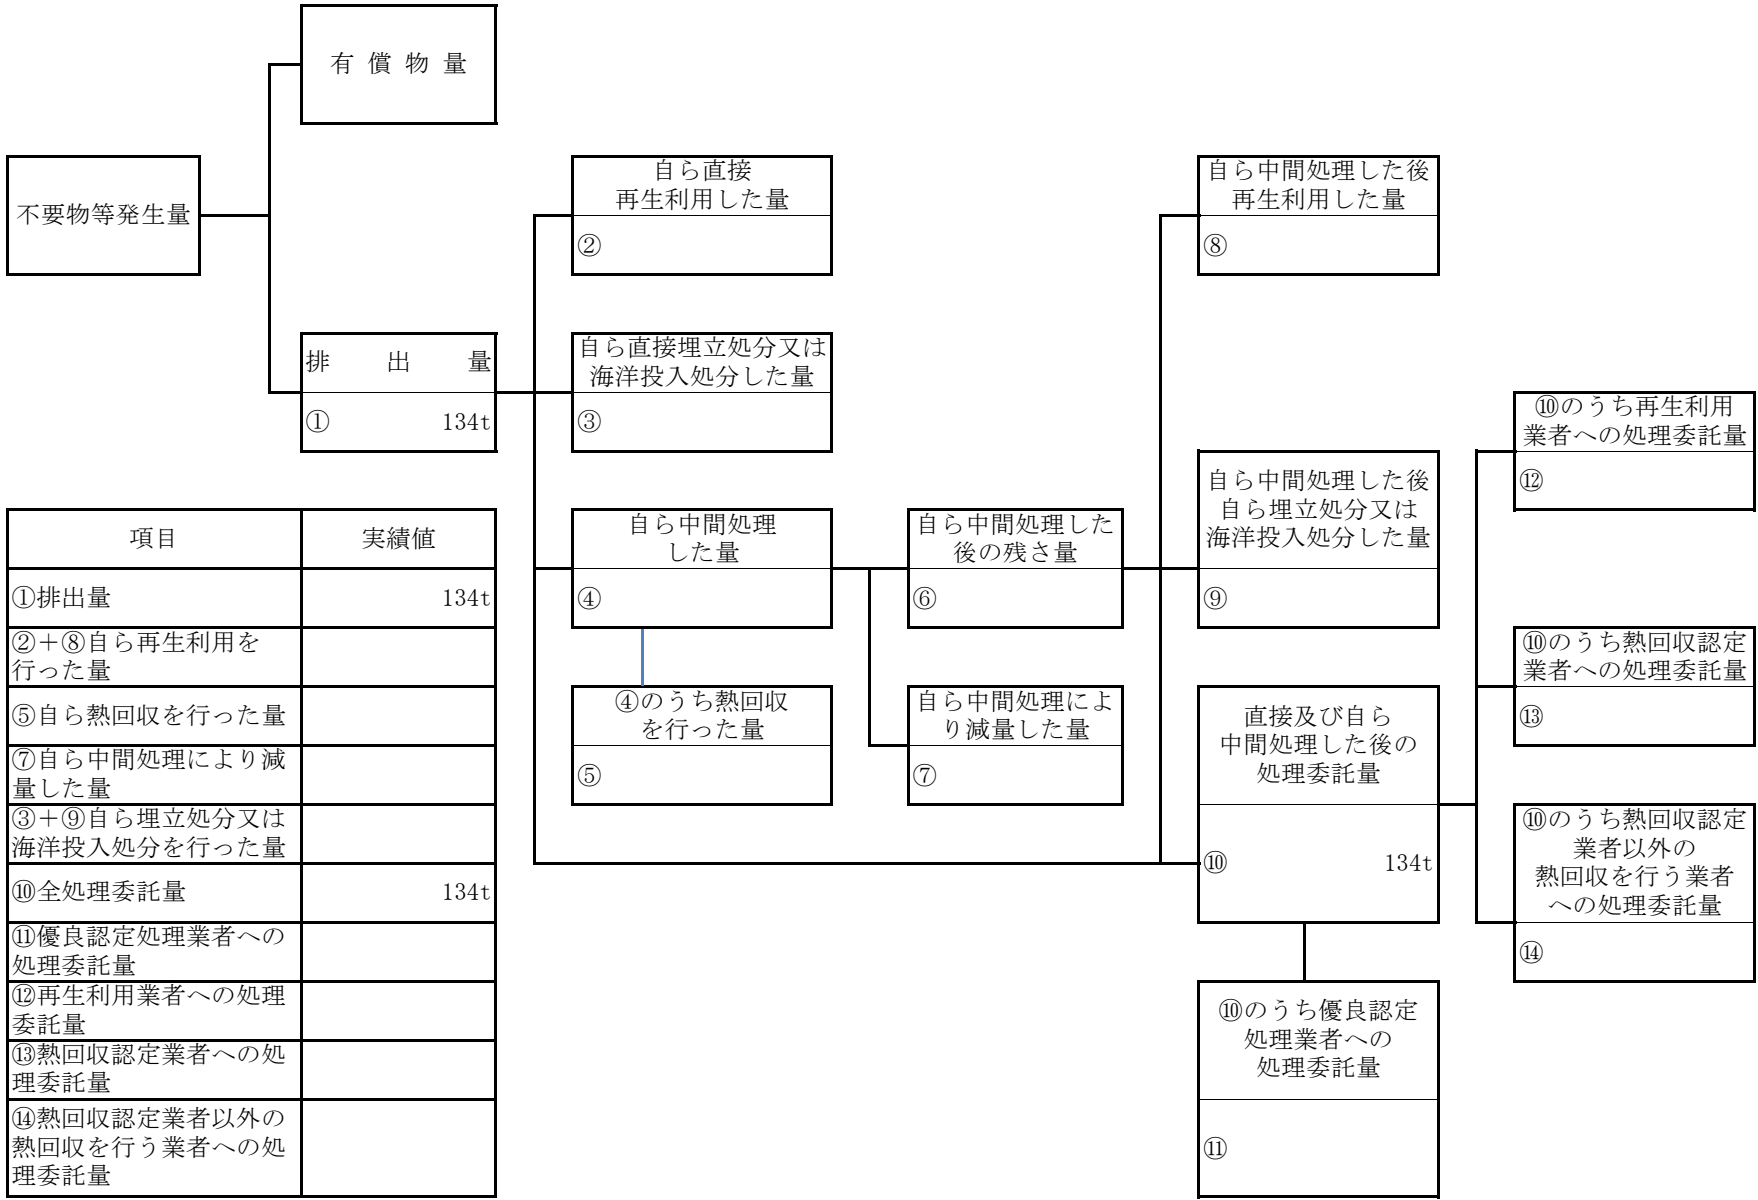 有償物量
不要物等発生量
自ら直接
再生利用した量
②
自ら中間処理した後
再生利用した量
⑧
排出量
① 134t
自ら直接埋立処分又は
海洋投入処分した量
③
⑩のうち再生利用
業者への処理委託量
⑫
自ら中間処理した後
自ら埋立処分又は
海洋投入処分した量
⑨
自ら中間処理
した量
④
自ら中間処理した
後の残さ量
⑥
⑩のうち熱回収認定
業者への処理委託量
⑬
④のうち熱回収
を行った量
⑤
自ら中間処理によ
り減量した量
⑦
直接及び自ら
中間処理した後の
処理委託量
⑩ 134t
⑩のうち熱回収認定
業者以外の
熱回収を行う業者
への処理委託量
⑭
⑩のうち優良認定
処理業者への
処理委託量
⑪
項目 実績値
①排出量 134t
②＋⑧自ら再生利用を
行った量
⑤自ら熱回収を行った量
⑦自ら中間処理により減
量した量
③＋⑨自ら埋立処分又は
海洋投入処分を行った量
⑩全処理委託量 134t
⑪優良認定処理業者への
処理委託量
⑫再生利用業者への処理
委託量
⑬熱回収認定業者への処
理委託量
⑭熱回収認定業者以外の
熱回収を行う業者への処
理委託量